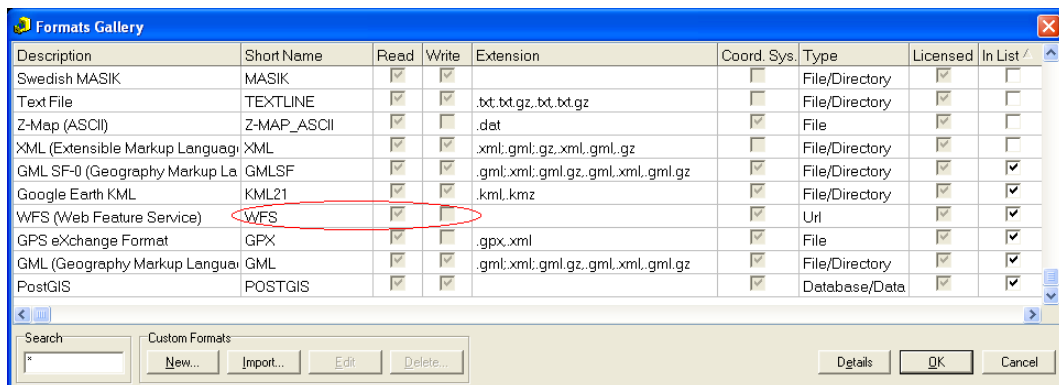 Formats Gallery
Description Short Name Read Write Extension Coord. Sys. Type Licensed In List
Swedish MASIK MASIK File/Directory
Text File TEXTLINE .txt;.txt.gz,.txt,.txt.gz File/Directory
Z-Map (ASCII) Z-MAP_ASCII .dat File
XML (Extensible Markup Languag XML .xml;.gml;.gz,.xml,.gml,.gz File/Directory
GML SF-0 (Geography Markup La GMLSF .gml;.xml;.gml.gz,.gml,.xml,.gml.gz File/Directory
Google Earth KML KML21 .kml,.kmz File/Directory
WFS (Web Feature Service) WFS Url
GPS eXchange Format GPX .gpx,.xml File
GML (Geography Markup Langua GML .gml;.xml;.gml.gz,.gml,.xml,.gml.gz File/Directory
PostGIS POSTGIS Database/Data
Search Custom Formats
* New... Import... Edit Delete... Details OK Cancel